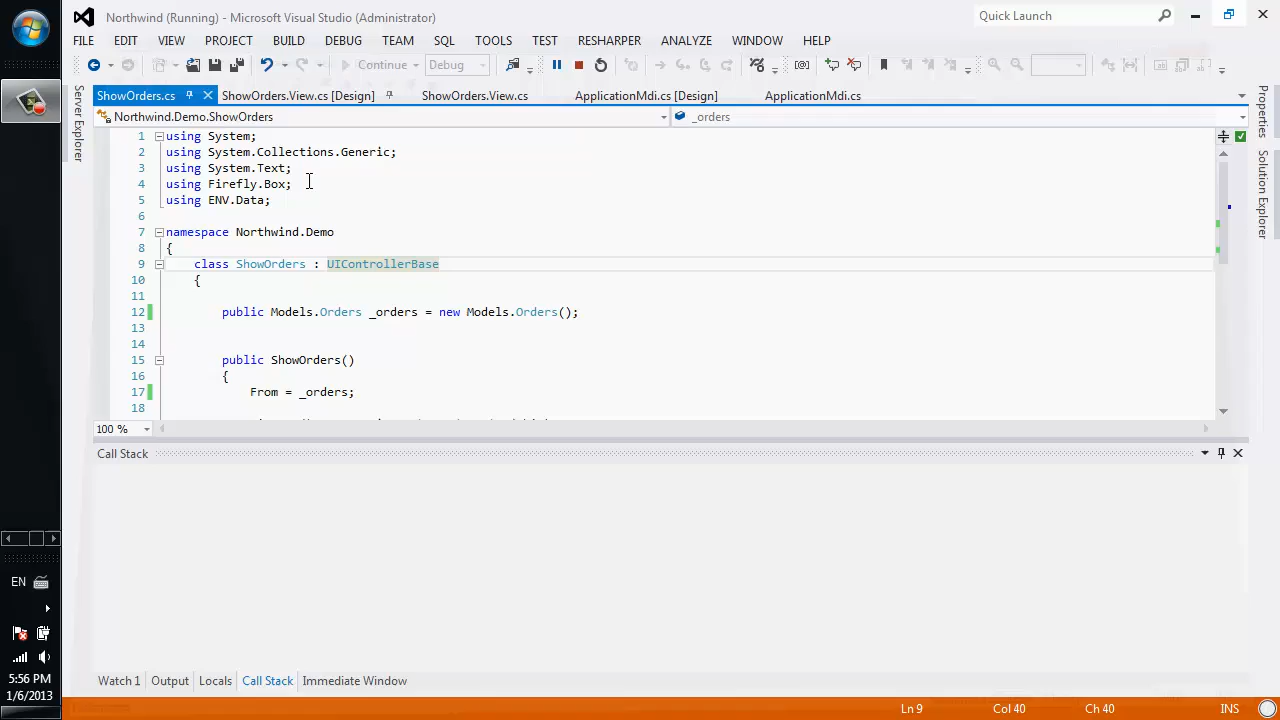 Northwind (Running) - Microsoft Visual Studio (Administrator)
Quick Launch
FILE EDIT VIEW PROJECT BUILD DEBUG TEAM SQL TOOLS TEST RESHARPER ANALYZE WINDOW HELP
Continue Debug
ShowOrders.cs ShowOrders.View.cs [Design] ShowOrders.View.cs ApplicationMdi.cs [Design] ApplicationMdi.cs
Northwind.Demo.ShowOrders _orders
Server Explorer
Properties
Solution Explorer
1 using System;
2 using System.Collections.Generic;
3 using System.Text;
4 using Firefly.Box;
5 using ENV.Data;
6
7 namespace Northwind.Demo
8 {
9 class ShowOrders : UIControllerBase
10 {
11
12 public Models.Orders _orders = new Models.Orders();
13
14
15 public ShowOrders()
16 {
17 From = _orders;
18
100 %
Call Stack
Watch 1 Output Locals Call Stack Immediate Window
Ln 9 Col 40 Ch 40 INS
EN
5:56 PM
1/6/2013